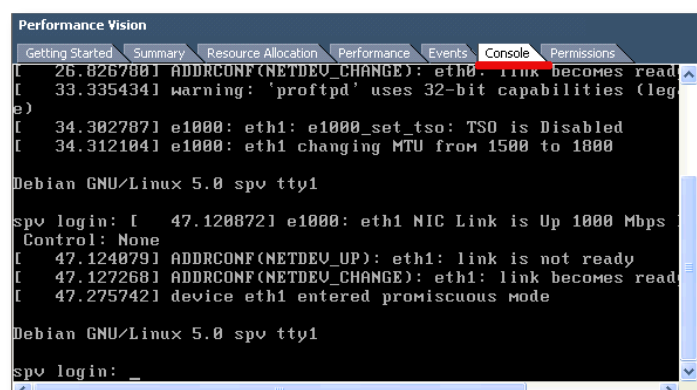 Performance Vision
Getting Started Summary Resource Allocation Performance Events Console Permissions
[   26.826780] ADDRCONF(NETDEV_CHANGE): eth0: link becomes read
[   33.335434] warning: `proftpd' uses 32-bit capabilities (lega
e)
[   34.302787] e1000: eth1: e1000_set_tso: TSO is Disabled
[   34.312104] e1000: eth1 changing MTU from 1500 to 1800
Debian GNU/Linux 5.0 spv tty1
spv login: [   47.120872] e1000: eth1 NIC Link is Up 1000 Mbps
 Control: None
[   47.124079] ADDRCONF(NETDEV_UP): eth1: link is not ready
[   47.127268] ADDRCONF(NETDEV_CHANGE): eth1: link becomes read
[   47.275742] device eth1 entered promiscuous mode
Debian GNU/Linux 5.0 spv tty1
spv login: _